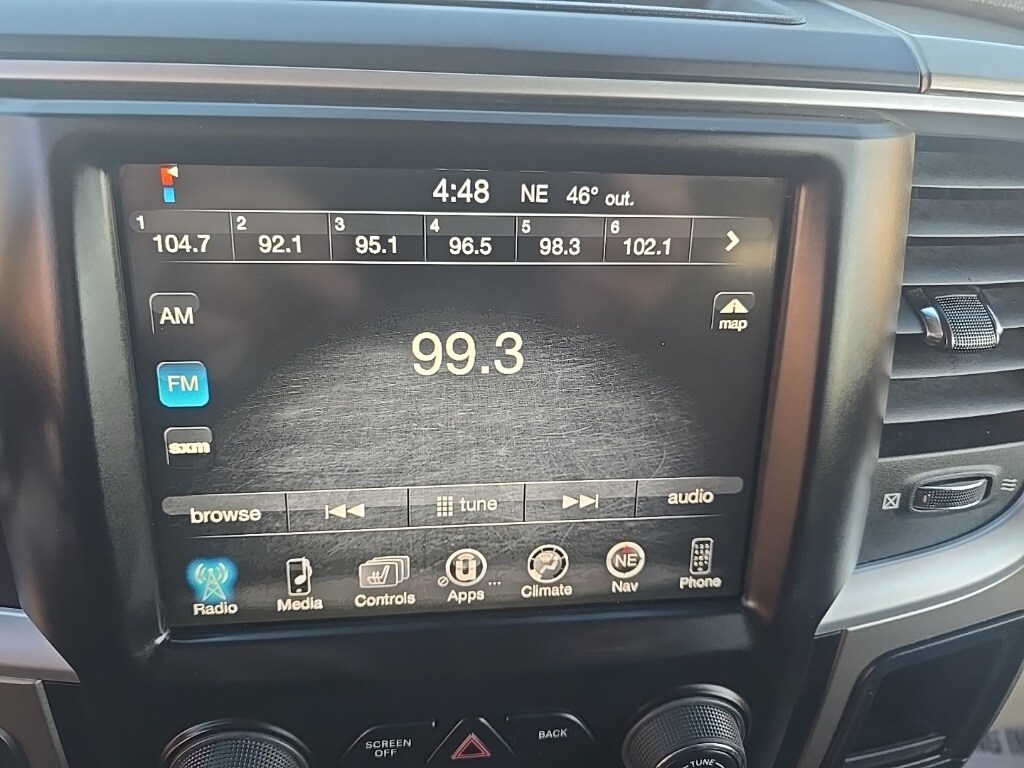 4:48 NE 46° out.
1 2 3 4 5 6
104.7 92.1 95.1 96.5 98.3 102.1 >
AM
map
99.3
FM
sxm
browse tune audio
NE
Radio Media Controls Apps ... Climate Nav Phone
SCREEN OFF BACK
TUNE